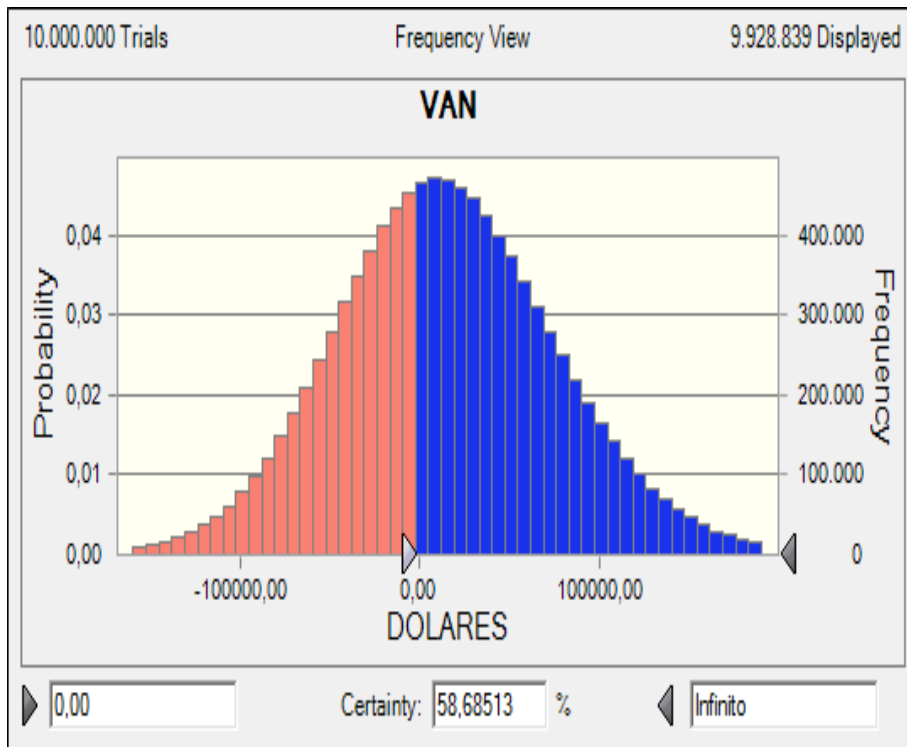 10.000.000 Trials Frequency View 9.928.839 Displayed
VAN
Probability
0,04
0,03
0,02
0,01
0,00
400.000
300.000
200.000
100.000
0
Frequency
-100000,00 0,00 100000,00
DOLARES
0,00 Certainty: 58,68513 % Infinito